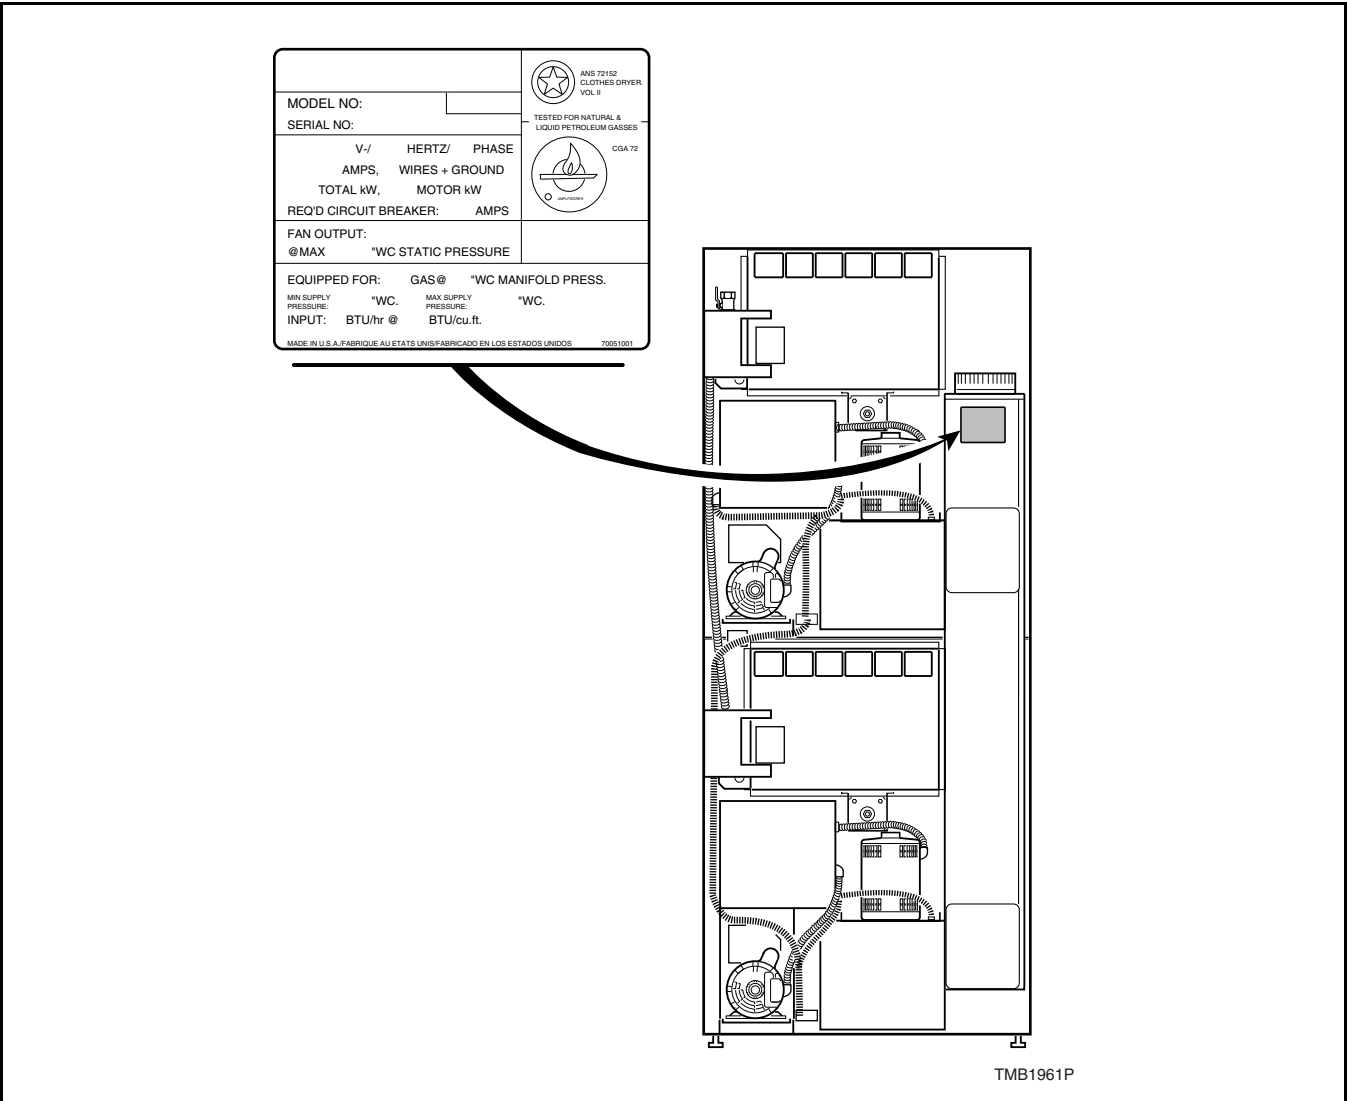 ANS 72152
CLOTHES DRYER.
VOL II
MODEL NO:
SERIAL NO:
TESTED FOR NATURAL &
LIQUID PETROLEUM GASSES
CGA 72
V-/ HERTZ/ PHASE
AMPS, WIRES + GROUND
TOTAL kW, MOTOR kW
REQ'D CIRCUIT BREAKER: AMPS
FAN OUTPUT:
@MAX "WC STATIC PRESSURE
EQUIPPED FOR: GAS@ "WC MANIFOLD PRESS.
MIN SUPPLY PRESSURE: "WC. MAX SUPPLY PRESSURE: "WC.
INPUT: BTU/hr @ BTU/cu.ft.
MADE IN U.S.A./FABRIQUE AU ETATS UNIS/FABRICADO EN LOS ESTADOS UNIDOS 70051001
TMB1961P